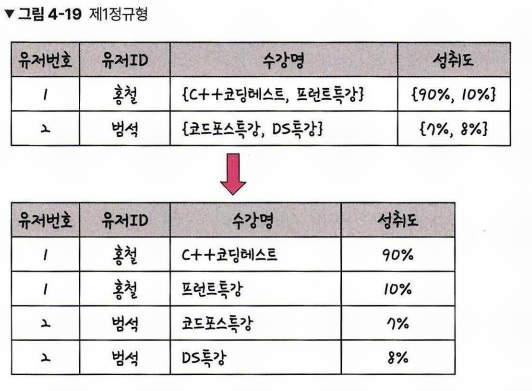 ▼ 그림 4-19 제1정규형
유저번호 유저ID 수강명 성취도
1 홍철 {C++코딩테스트, 프런트특강} {90%, 10%}
2 범석 {코드포스특강, DS특강} {7%, 8%}
유저번호 유저ID 수강명 성취도
1 홍철 C++코딩테스트 90%
1 홍철 프런트특강 10%
2 범석 코드포스특강 7%
2 범석 DS특강 8%